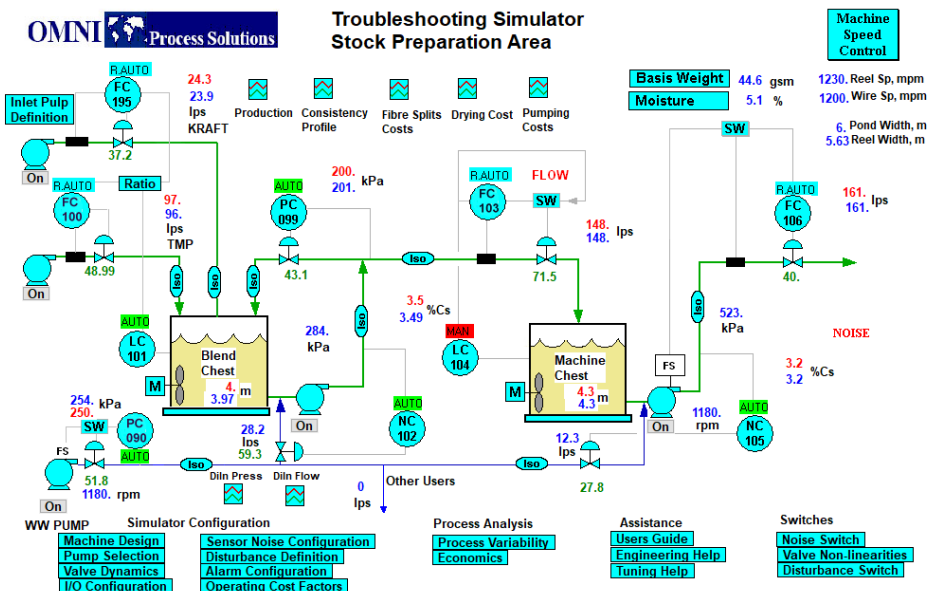 OMNI Process Solutions
Troubleshooting Simulator
Stock Preparation Area
Machine
Speed
Control
Inlet Pulp
Definition
R.AUTO
FC
195
24.3
23.9
lps
KRAFT
37.2
On
Production
Consistency
Profile
Fibre Splits
Costs
Drying Cost
Pumping
Costs
Basis Weight 44.6 gsm
Moisture 5.1 %
1230. Reel Sp, mpm
1200. Wire Sp, mpm
6. Pond Width, m
5.63 Reel Width, m
SW
R.AUTO
FC
100
Ratio
97.
96.
lps
TMP
48.99
On
Iso
Iso
Iso
AUTO
PC
099
200. kPa
201.
43.1
Iso
Iso
R.AUTO
FC
103
FLOW
SW
148. lps
148.
71.5
R.AUTO
FC
106
161. lps
161.
40.
AUTO
LC
101
Blend
Chest
4. m
3.97
M
284.
kPa
Iso
On
3.5 %Cs
3.49
MAN.
LC
104
Machine
Chest
4.3 m
4.3
M
FS
On
Iso
523.
kPa
NOISE
3.2 %Cs
3.2
1180.
rpm
AUTO
NC
105
AUTO
NC
102
254. kPa
250.
SW
PC
090
AUTO
FS
51.8
1180. rpm
On
WW PUMP
Iso
28.2
lps
59.3
Diln Press
Diln Flow
0
lps
Other Users
Iso
12.3
lps
27.8
Simulator Configuration
Machine Design
Pump Selection
Valve Dynamics
I/O Configuration
Sensor Noise Configuration
Disturbance Definition
Alarm Configuration
Operating Cost Factors
Process Analysis
Process Variability
Economics
Assistance
Users Guide
Engineering Help
Tuning Help
Switches
Noise Switch
Valve Non-linearities
Disturbance Switch